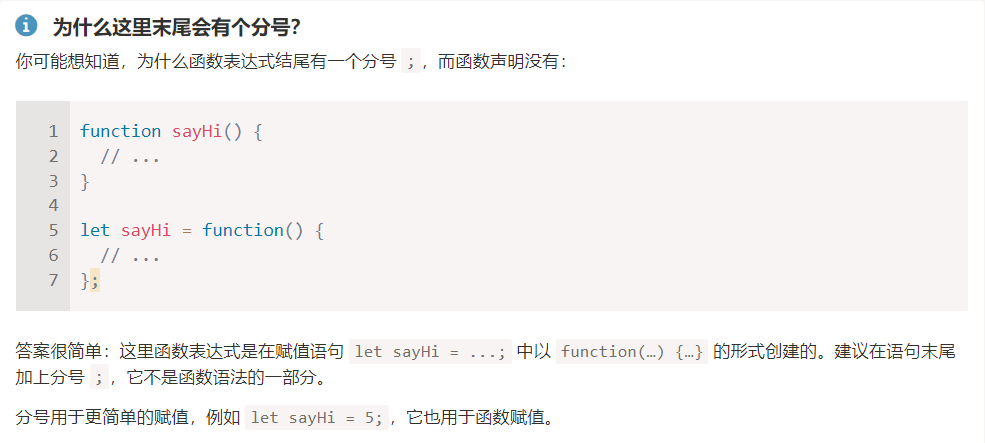 为什么这里末尾会有个分号？
你可能想知道，为什么函数表达式结尾有一个分号 ;，而函数声明没有：
1 function sayHi() {
2   // ...
3 }
4
5 let sayHi = function() {
6   // ...
7 };
答案很简单：这里函数表达式是在赋值语句 let sayHi = ...; 中以 function(…) {…} 的形式创建的。建议在语句末尾
加上分号 ;，它不是函数语法的一部分。
分号用于更简单的赋值，例如 let sayHi = 5;，它也用于函数赋值。